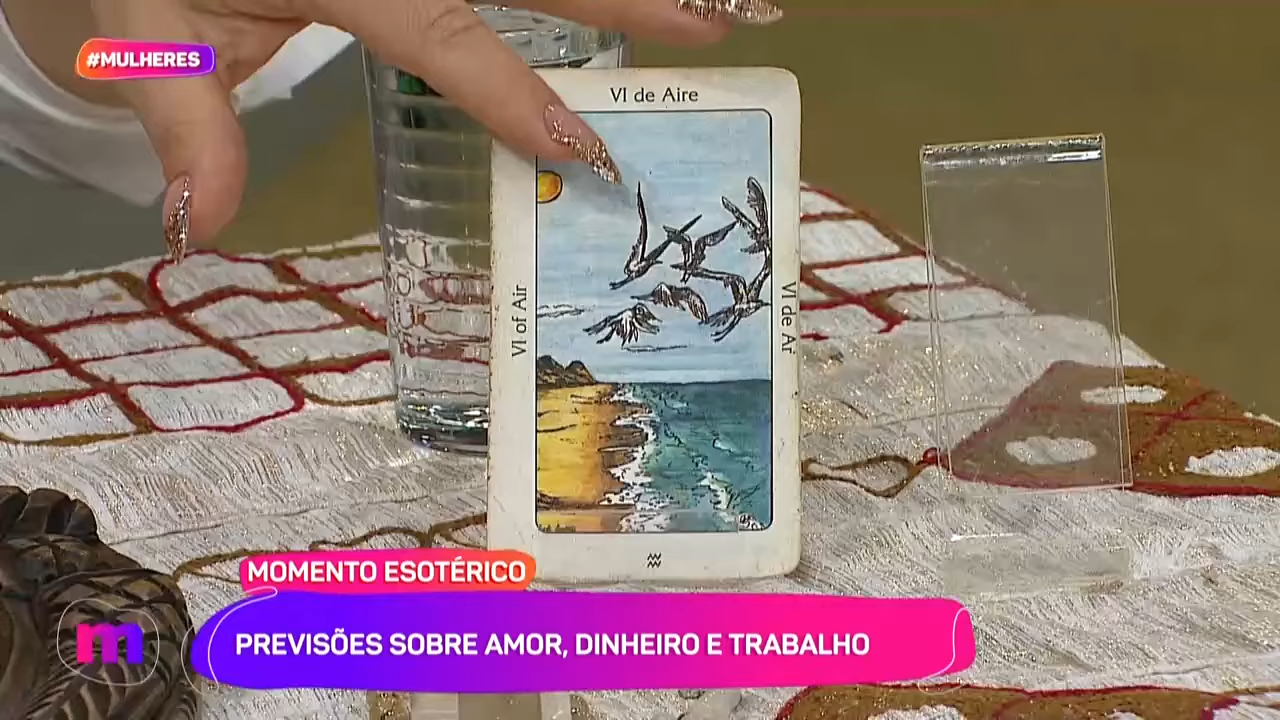 #MULHERES
VI de Aire
VI of Air
VI de Ar
MOMENTO ESOTÉRICO
PREVISÕES SOBRE AMOR, DINHEIRO E TRABALHO
m